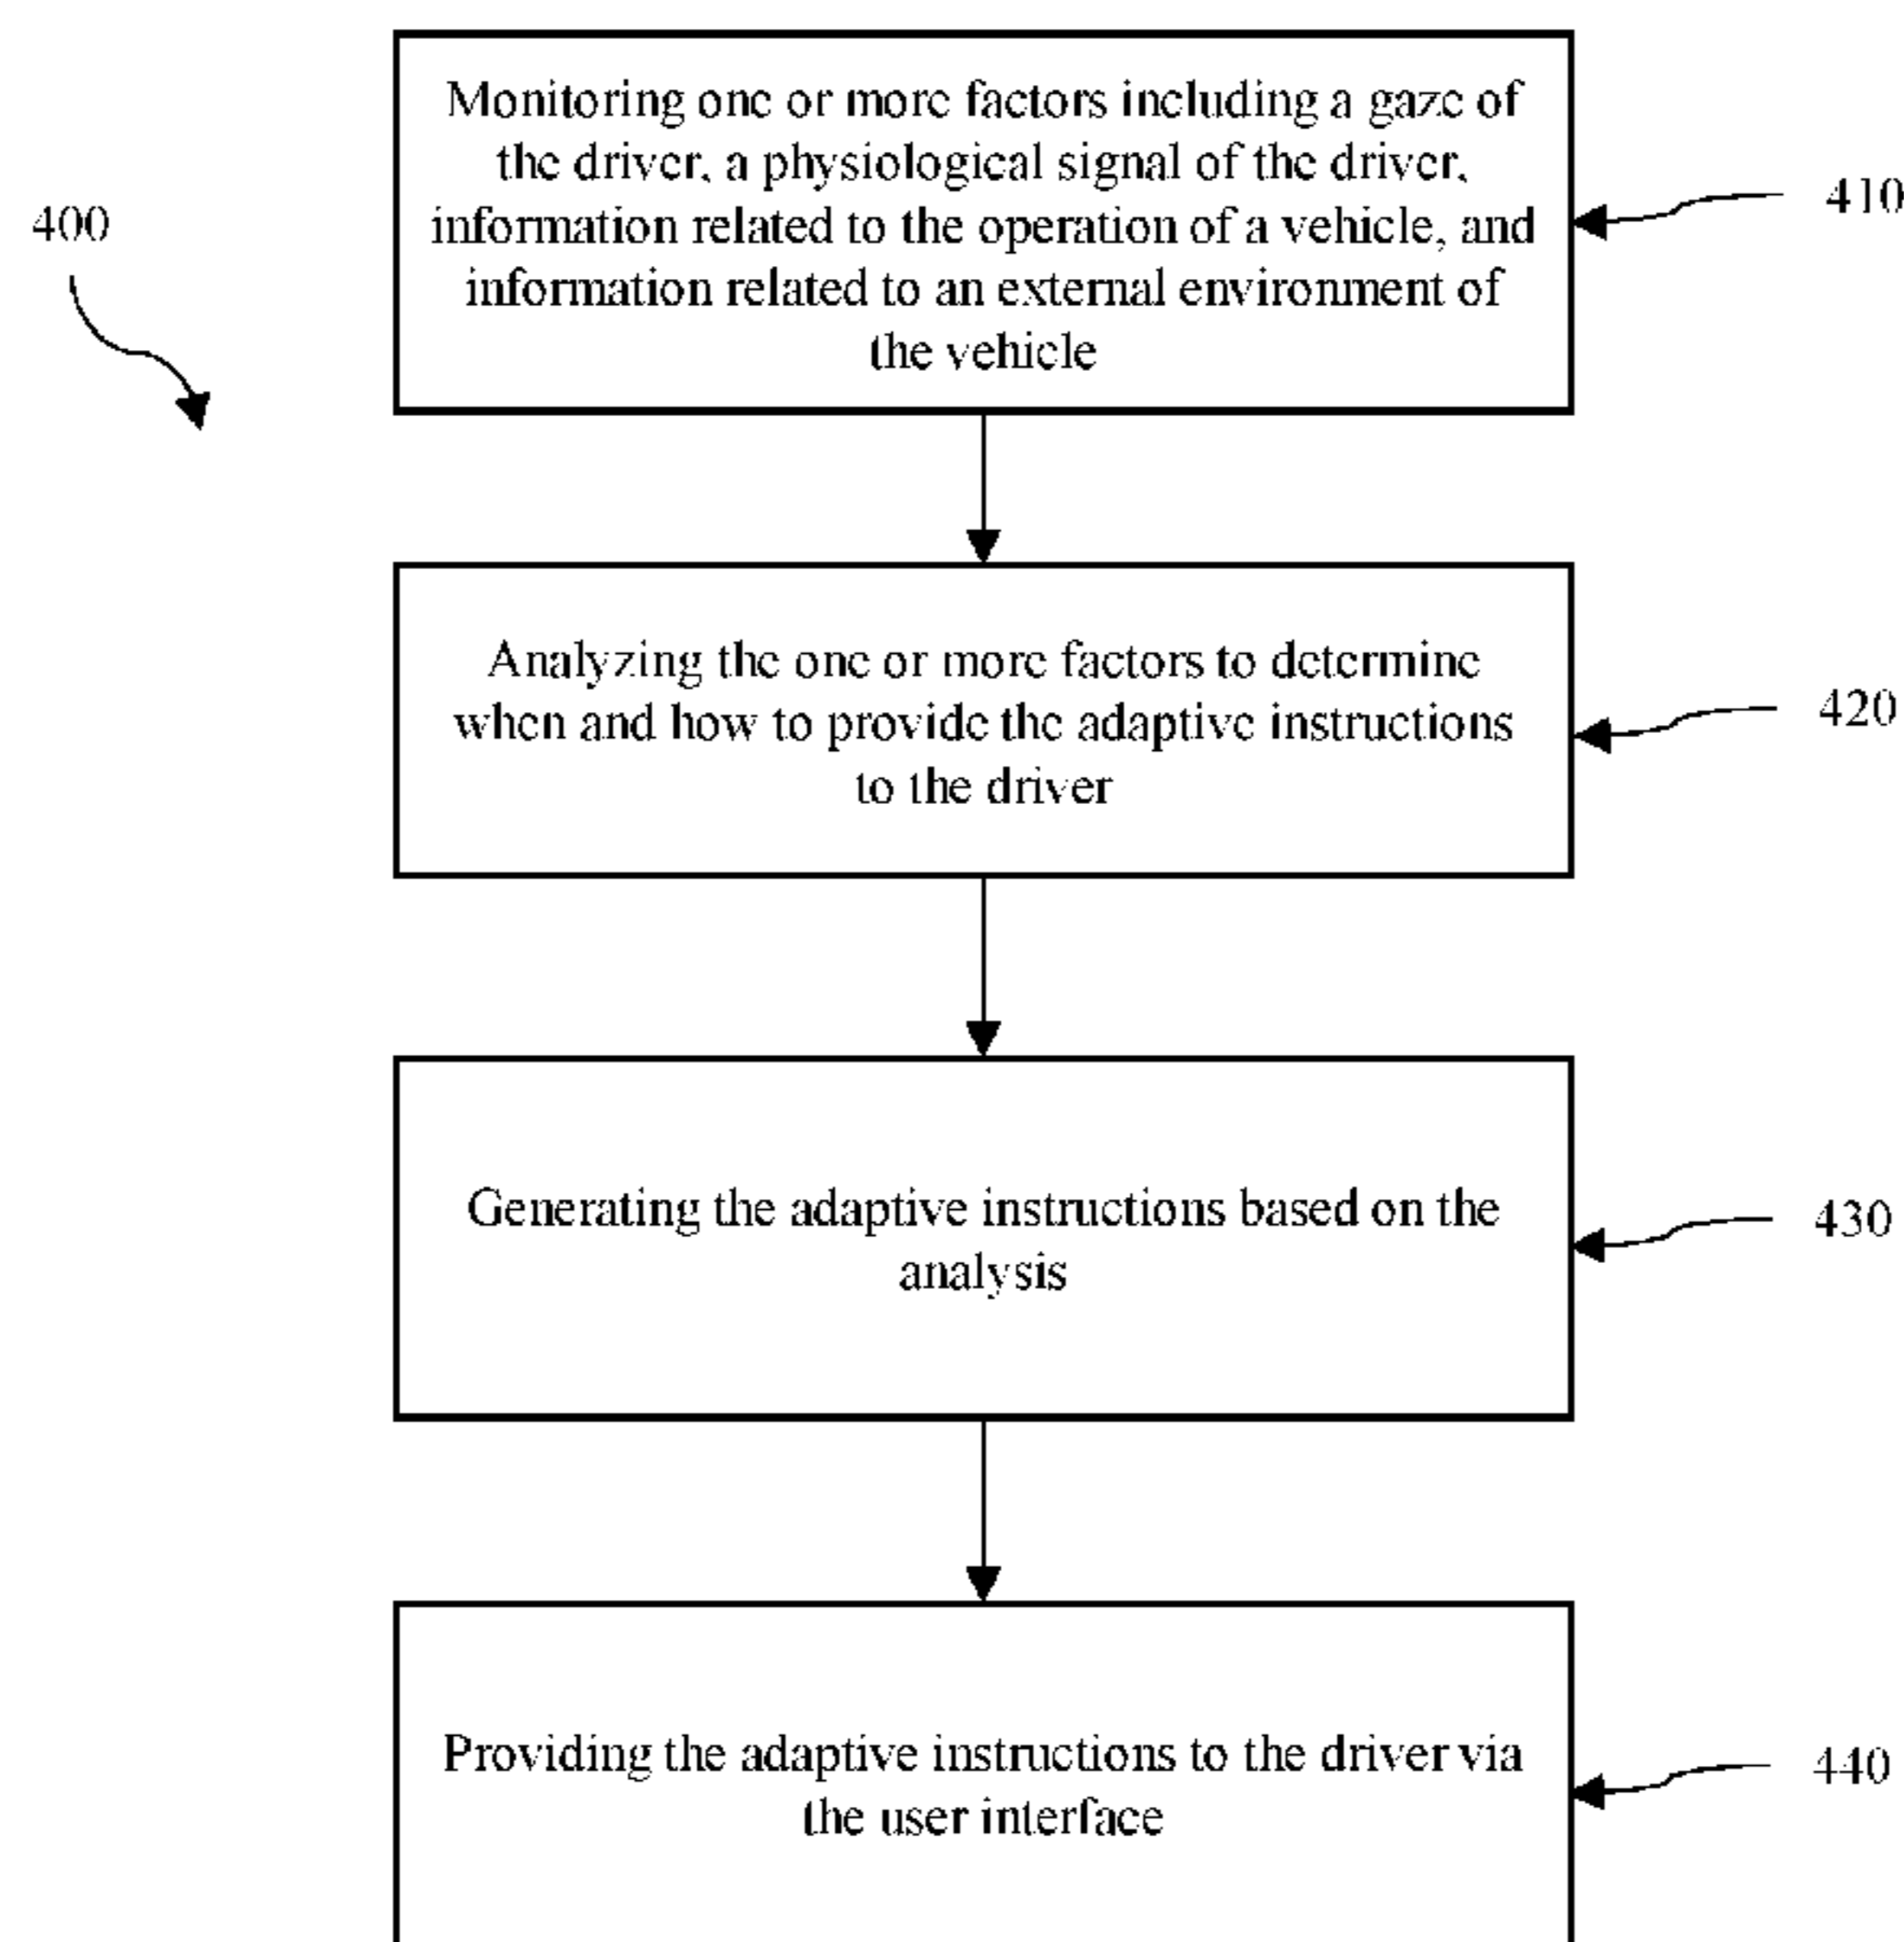 400
Monitoring one or more factors including a gaze of
the driver, a physiological signal of the driver,
information related to the operation of a vehicle, and
information related to an external environment of
the vehicle
410
Analyzing the one or more factors to determine
when and how to provide the adaptive instructions
to the driver
420
Generating the adaptive instructions based on the
analysis
430
Providing the adaptive instructions to the driver via
the user interface
440